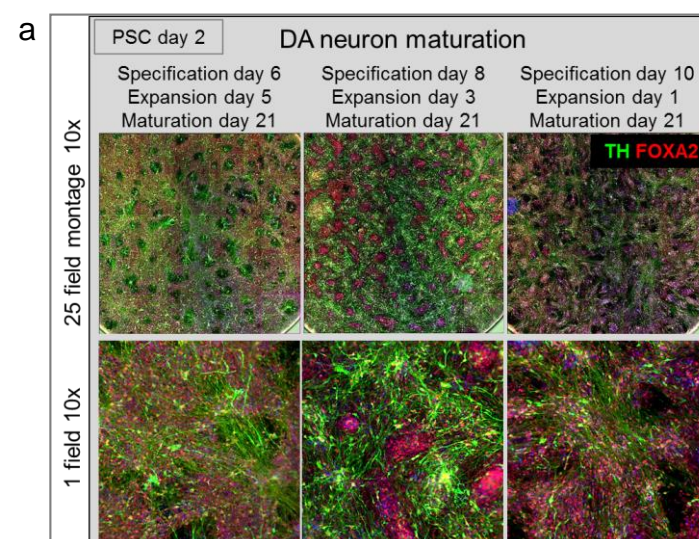 a
PSC day 2
DA neuron maturation
Specification day 6
Expansion day 5
Maturation day 21
Specification day 8
Expansion day 3
Maturation day 21
Specification day 10
Expansion day 1
Maturation day 21
25 field montage 10x
TH FOXA2
1 field 10x